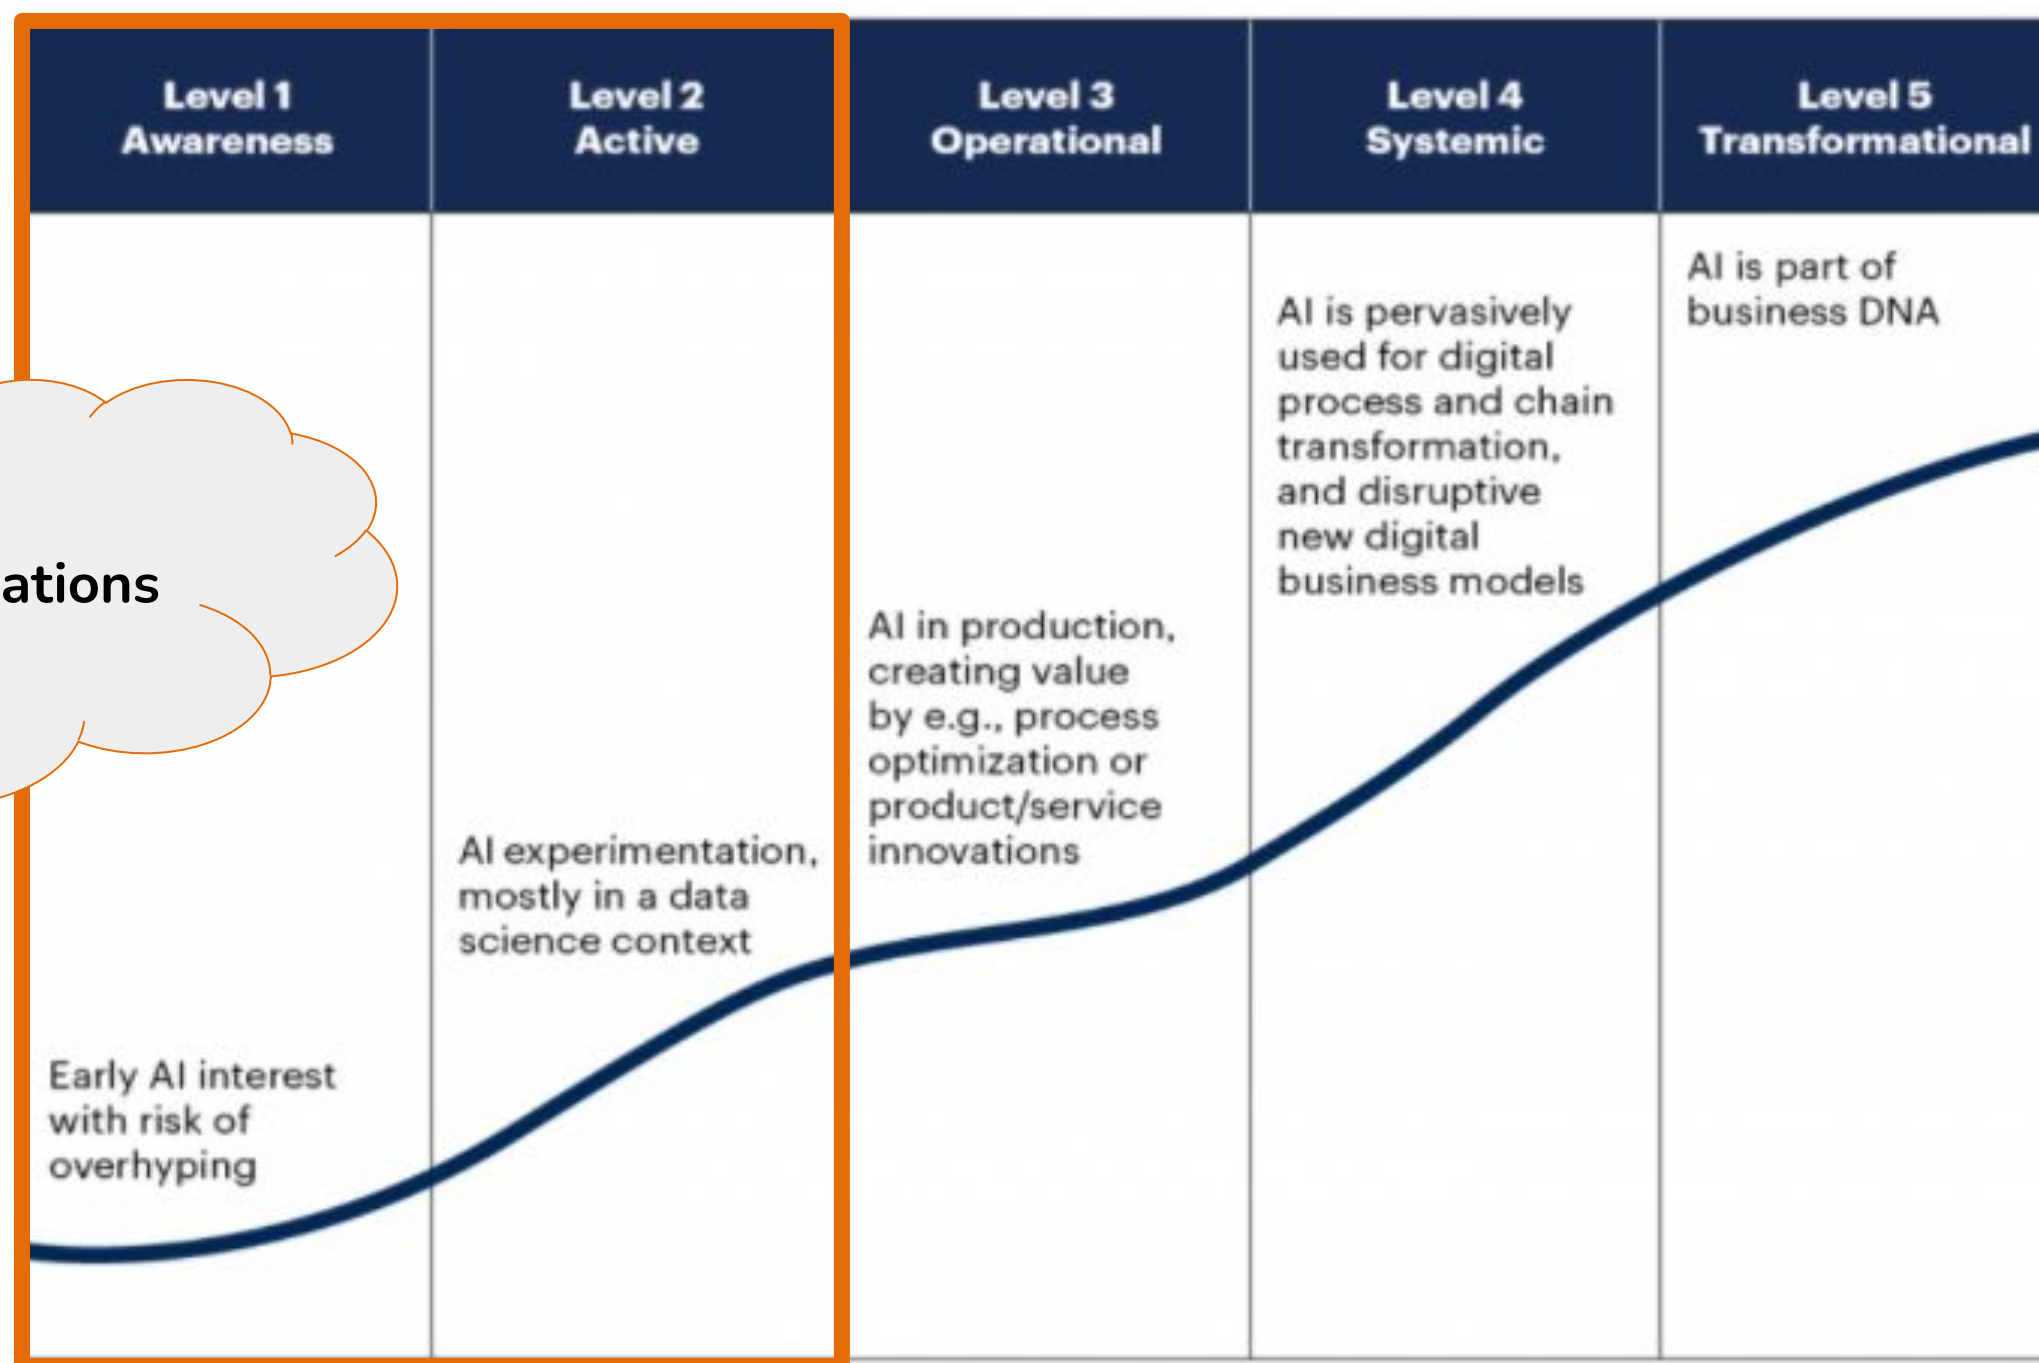 Level 1
Awareness
Level 2
Active
Level 3
Operational
Level 4
Systemic
Level 5
Transformational
ations
Early AI interest
with risk of
overhyping
AI experimentation,
mostly in a data
science context
AI in production,
creating value
by e.g., process
optimization or
product/service
innovations
AI is pervasively
used for digital
process and chain
transformation,
and disruptive
new digital
business models
AI is part of
business DNA